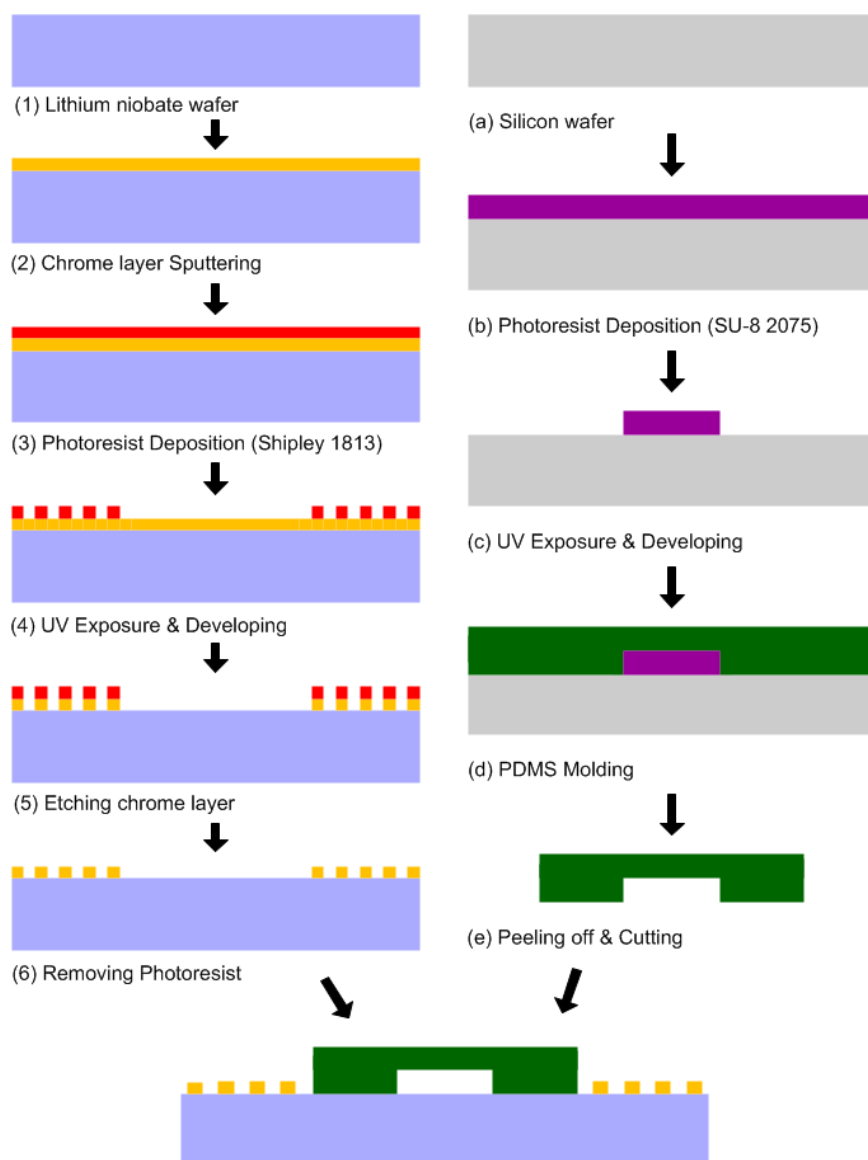 (1) Lithium niobate wafer
(2) Chrome layer Sputtering
(3) Photoresist Deposition (Shipley 1813)
(4) UV Exposure & Developing
(5) Etching chrome layer
(6) Removing Photoresist
(a) Silicon wafer
(b) Photoresist Deposition (SU-8 2075)
(c) UV Exposure & Developing
(d) PDMS Molding
(e) Peeling off & Cutting